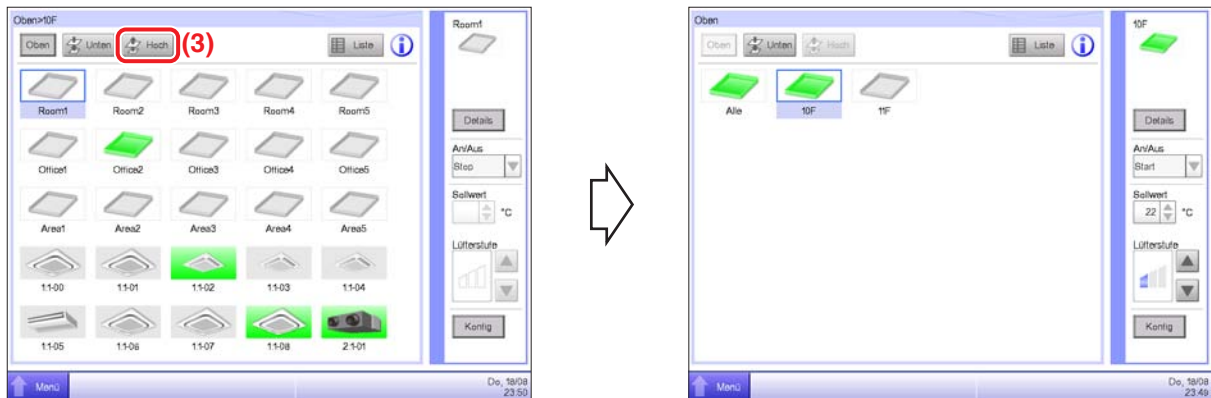 Oben>10F
Oben Unten Hoch (3) Liste
Room1 Room2 Room3 Room4 Room5
Office1 Office2 Office3 Office4 Office5
Area1 Area2 Area3 Area4 Area5
1:1-00 1:1-01 1:1-02 1:1-03 1:1-04
1:1-05 1:1-06 1:1-07 1:1-08 2:1-01
Room1
Details
An/Aus
Stop
Sollwert
°C
Lüfterstufe
Konfig
Menü
Do, 18/08
23:50
Oben
Oben Unten Hoch Liste
Alle 10F 11F
10F
Details
An/Aus
Start
Sollwert
22 °C
Lüfterstufe
Konfig
Menü
Do, 18/08
23:49